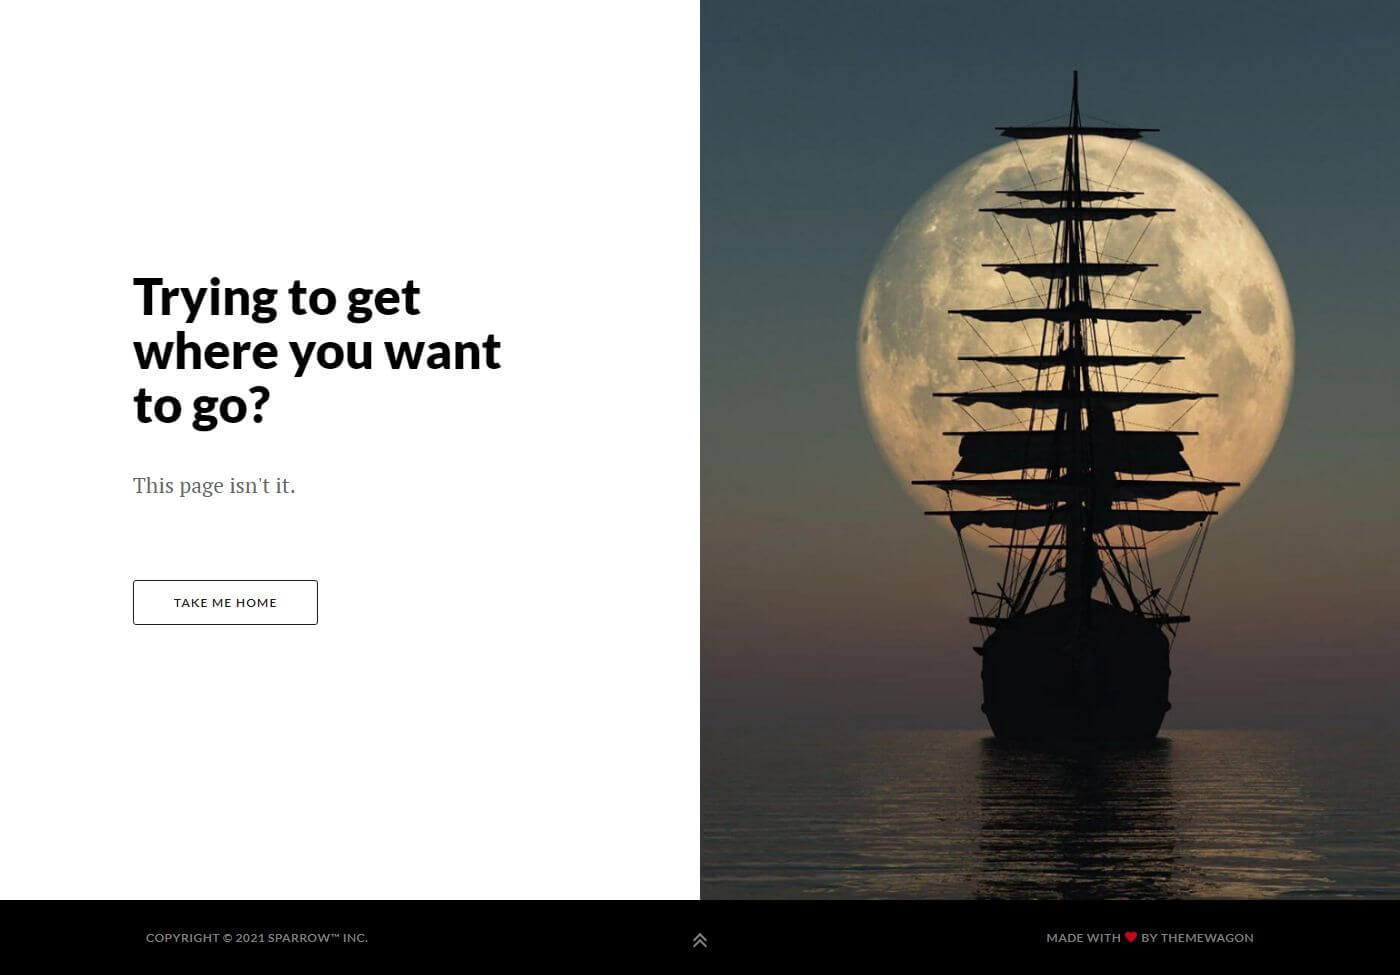 Trying to get
where you want
to go?
This page isn't it.
TAKE ME HOME
COPYRIGHT © 2021 SPARROW™ INC.
MADE WITH ❤ BY THEMEWAGON